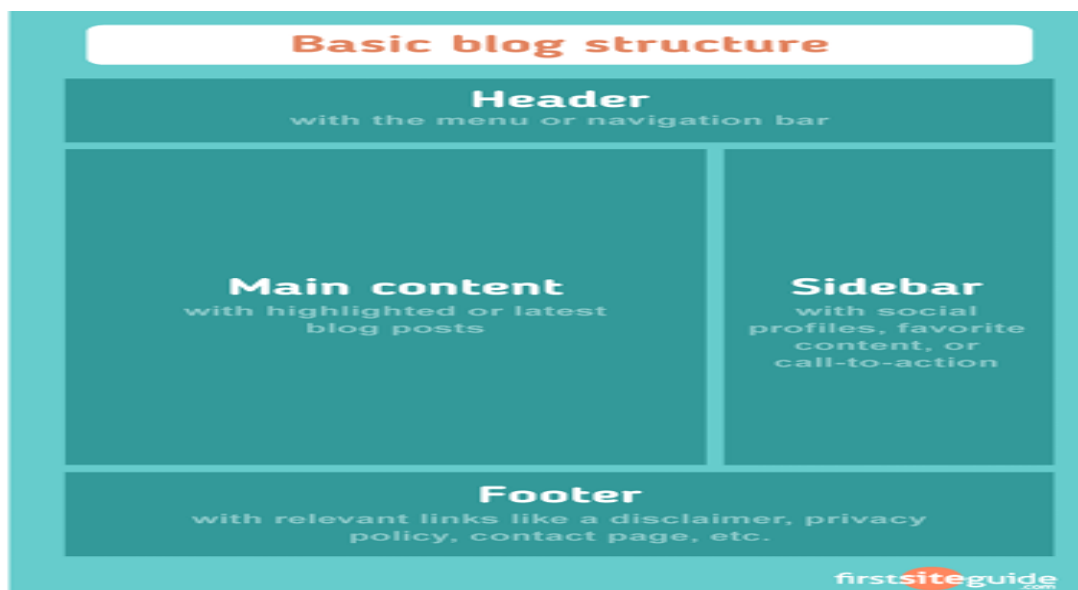 Basic blog structure
Header
with the menu or navigation bar
Main content
with highlighted or latest
blog posts
Sidebar
with social
profiles, favorite
content, or
call-to-action
Footer
with relevant links like a disclaimer, privacy
policy, contact page, etc.
firstsiteguide
.com